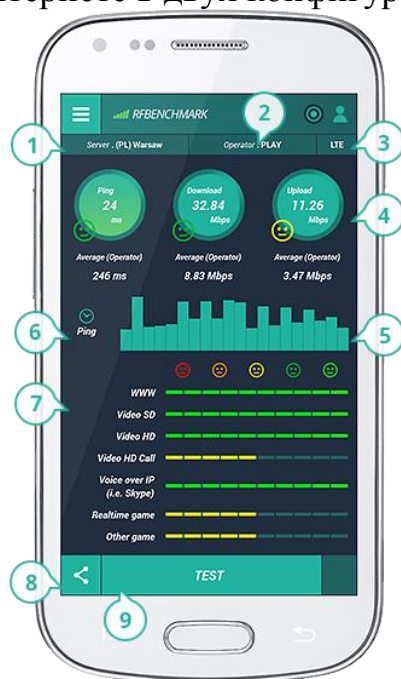 в двух конфигур
RFBENCHMARK
2
1
Server . (PL) Warsaw
Operator . PLAY
LTE
3
Ping
24
ms
Download
32.84
Mbps
Upload
11.26
Mbps
4
Average (Operator)
246 ms
Average (Operator)
8.83 Mbps
Average (Operator)
3.47 Mbps
6
Ping
5
7
WWW
Video SD
Video HD
Video HD Call
Voice over IP
(i.e. Skype)
Realtime game
Other game
8
TEST
9